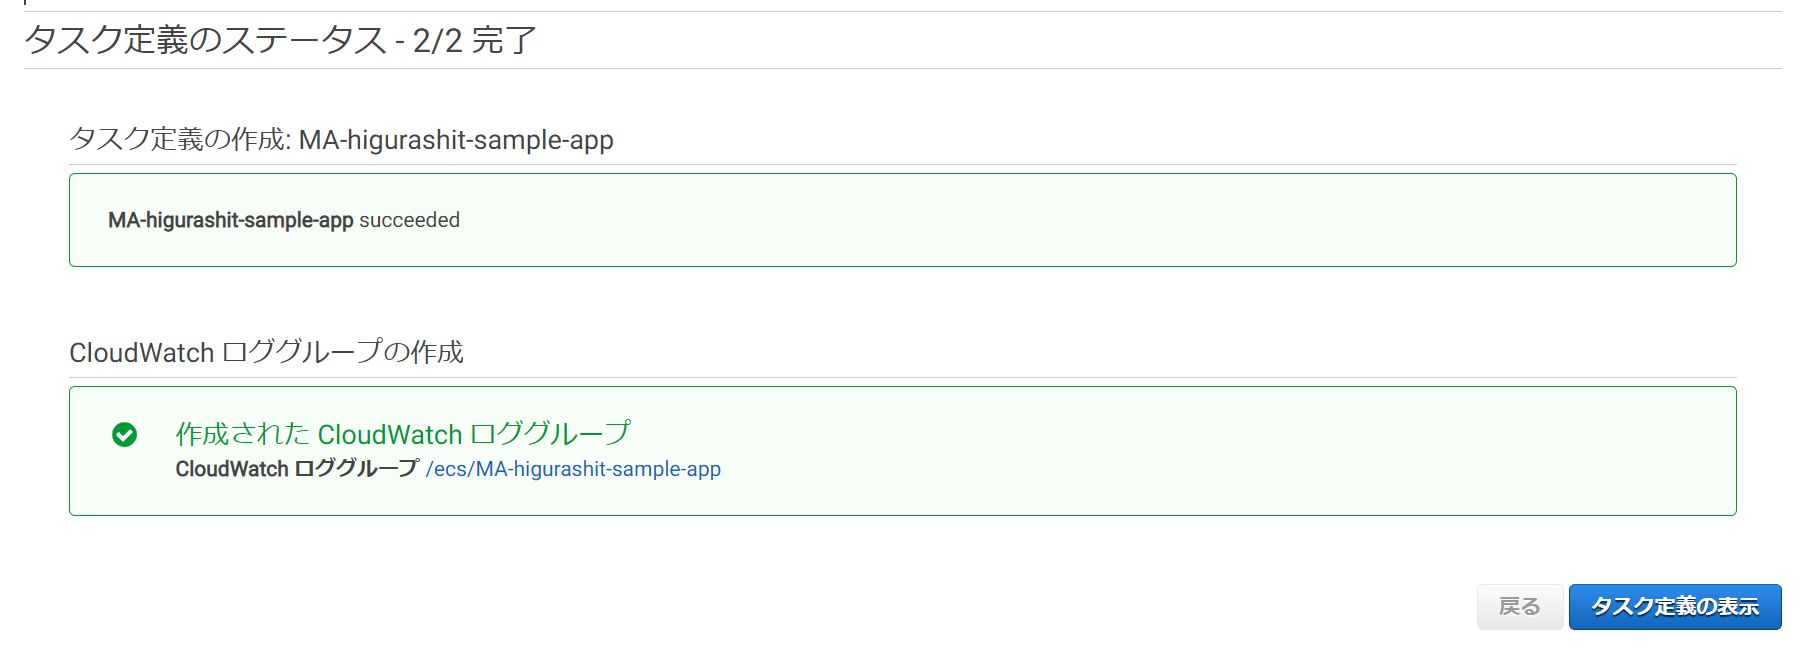 タスク定義のステータス - 2/2 完了
タスク定義の作成: MA-higurashit-sample-app
MA-higurashit-sample-app succeeded
CloudWatch ロググループの作成
作成された CloudWatch ロググループ
CloudWatch ロググループ /ecs/MA-higurashit-sample-app
戻る タスク定義の表示